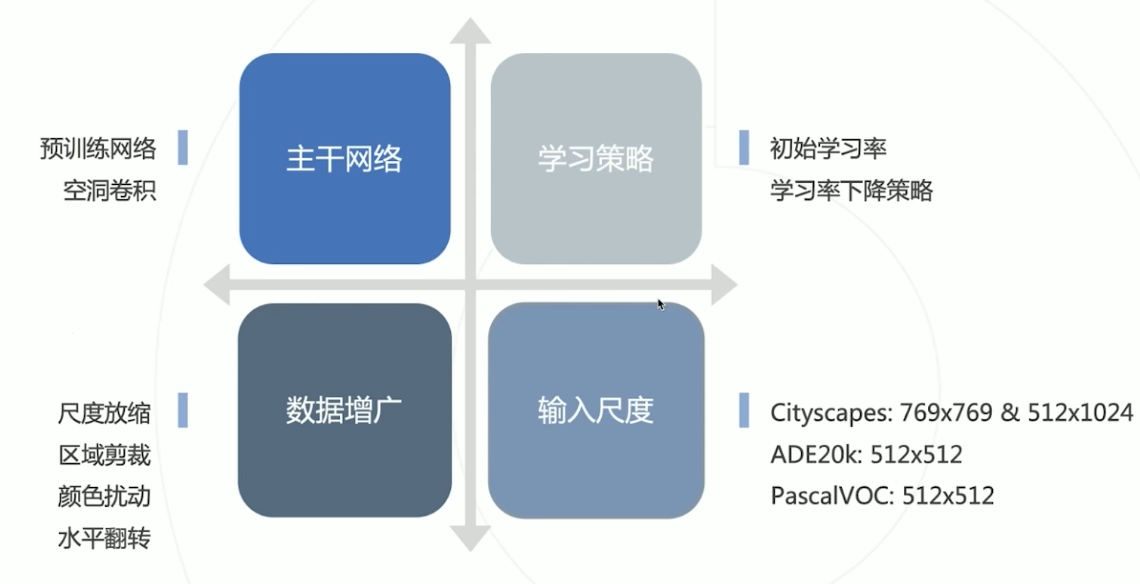 主干网络
学习策略
预训练网络
空洞卷积
初始学习率
学习率下降策略
数据增广
输入尺度
尺度放缩
区域剪裁
颜色扰动
水平翻转
Cityscapes: 769x769 & 512x1024
ADE20k: 512x512
PascalVOC: 512x512